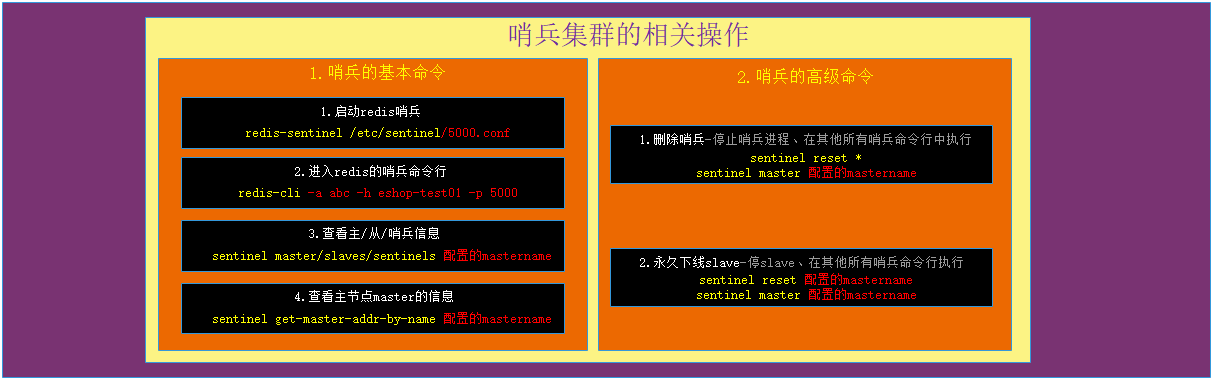 哨兵集群的相关操作
1.哨兵的基本命令
1.启动redis哨兵
redis-sentinel /etc/sentinel/5000.conf
2.进入redis的哨兵命令行
redis-cli -a abc -h eshop-test01 -p 5000
3.查看主/从/哨兵信息
sentinel master/slaves/sentinels 配置的mastername
4.查看主节点master的信息
sentinel get-master-addr-by-name 配置的mastername
2.哨兵的高级命令
1.删除哨兵-停止哨兵进程、在其他所有哨兵命令行中执行
sentinel reset *
sentinel master 配置的mastername
2.永久下线slave-停slave、在其他所有哨兵命令行执行
sentinel reset 配置的mastername
sentinel master 配置的mastername